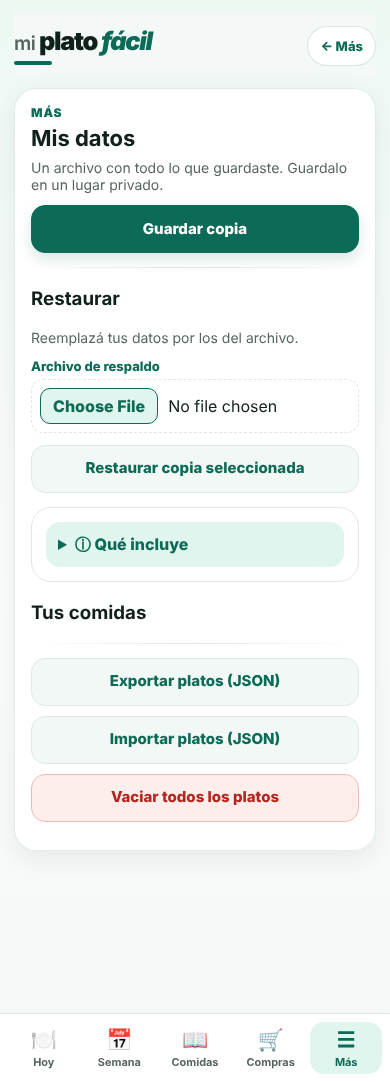 mi plato fácil
← Más
MÁS
Mis datos
Un archivo con todo lo que guardaste. Guardalo
en un lugar privado.
Guardar copia
Restaurar
Reemplazá tus datos por los del archivo.
Archivo de respaldo
Choose File No file chosen
Restaurar copia seleccionada
▶ ⓘ Qué incluye
Tus comidas
Exportar platos (JSON)
Importar platos (JSON)
Vaciar todos los platos
Hoy Semana Comidas Compras Más